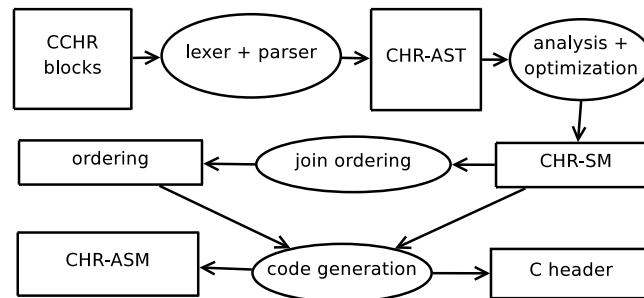 CCHR
blocks
lexer + parser
CHR-AST
analysis +
optimization
ordering
join ordering
CHR-SM
CHR-ASM
code generation
C header